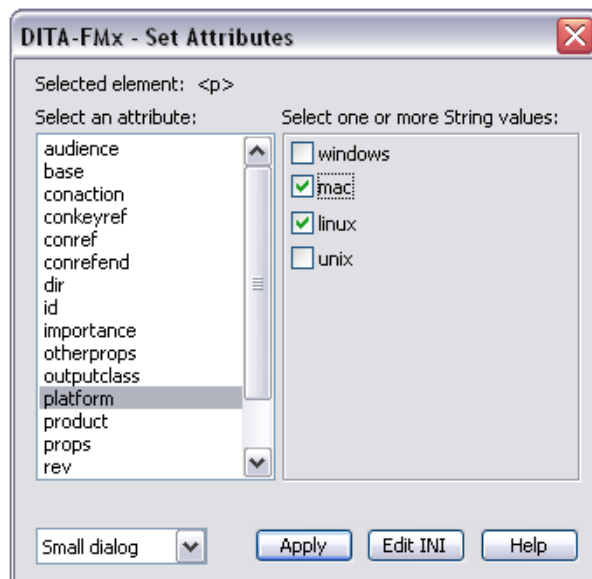 DITA-FMx - Set Attributes
Selected element: <p>
Select an attribute:
Select one or more String values:
audience
base
conaction
conkeyref
conref
conrefend
dir
id
importance
otherprops
outputclass
platform
product
props
rev
windows
mac
linux
unix
Small dialog
Apply
Edit INI
Help